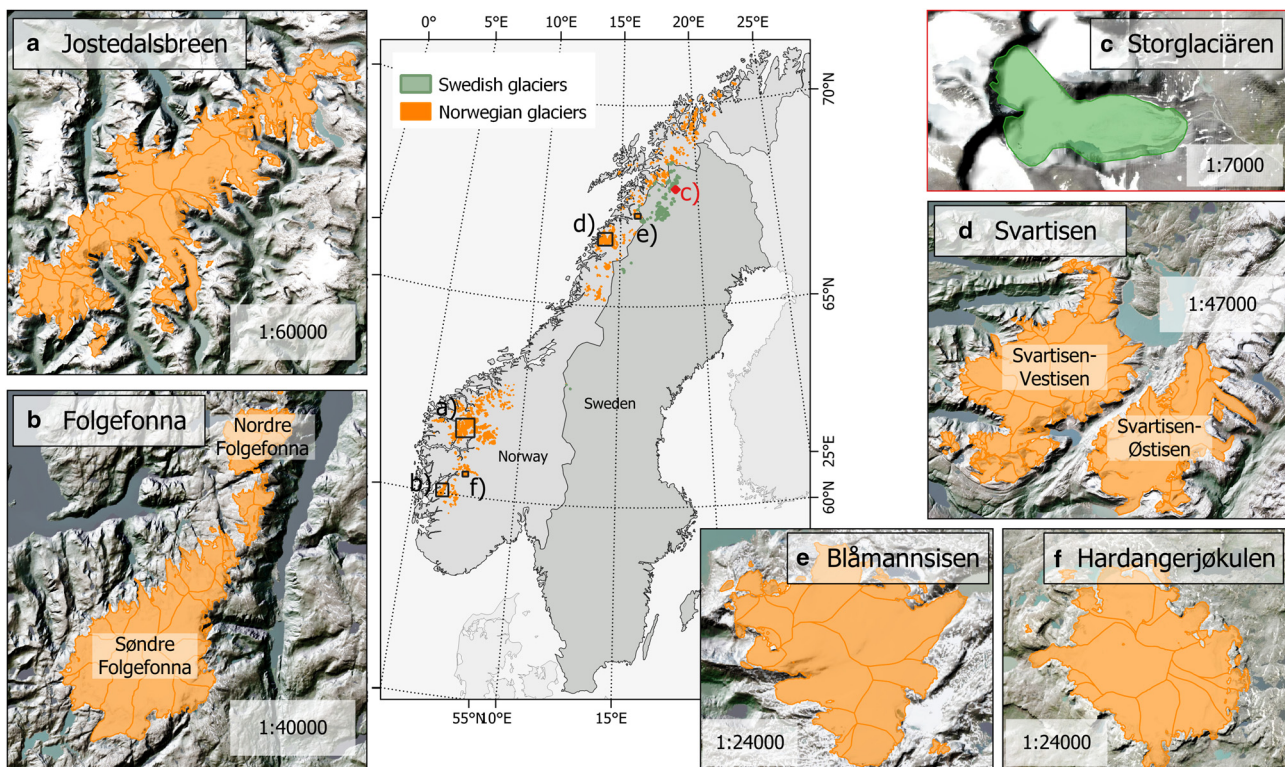 a Jostedalsbreen
1:60000
b Folgefonna
Nordre
Folgefonna
Søndre
Folgefonna
1:40000
0°
5°E
10°E
15°E
20°E
25°E
Swedish glaciers
Norwegian glaciers
70°N
65°N
25°E
60°N
c)
d)
e)
a)
b)
f)
Sweden
Norway
55°N
10°E
15°E
20°E
c Storglaciären
1:7000
d Svartisen
1:47000
Svartisen-
Vestisen
Svartisen-
Østisen
e Blåmannsisen
1:24000
f Hardangerjøkulen
1:24000